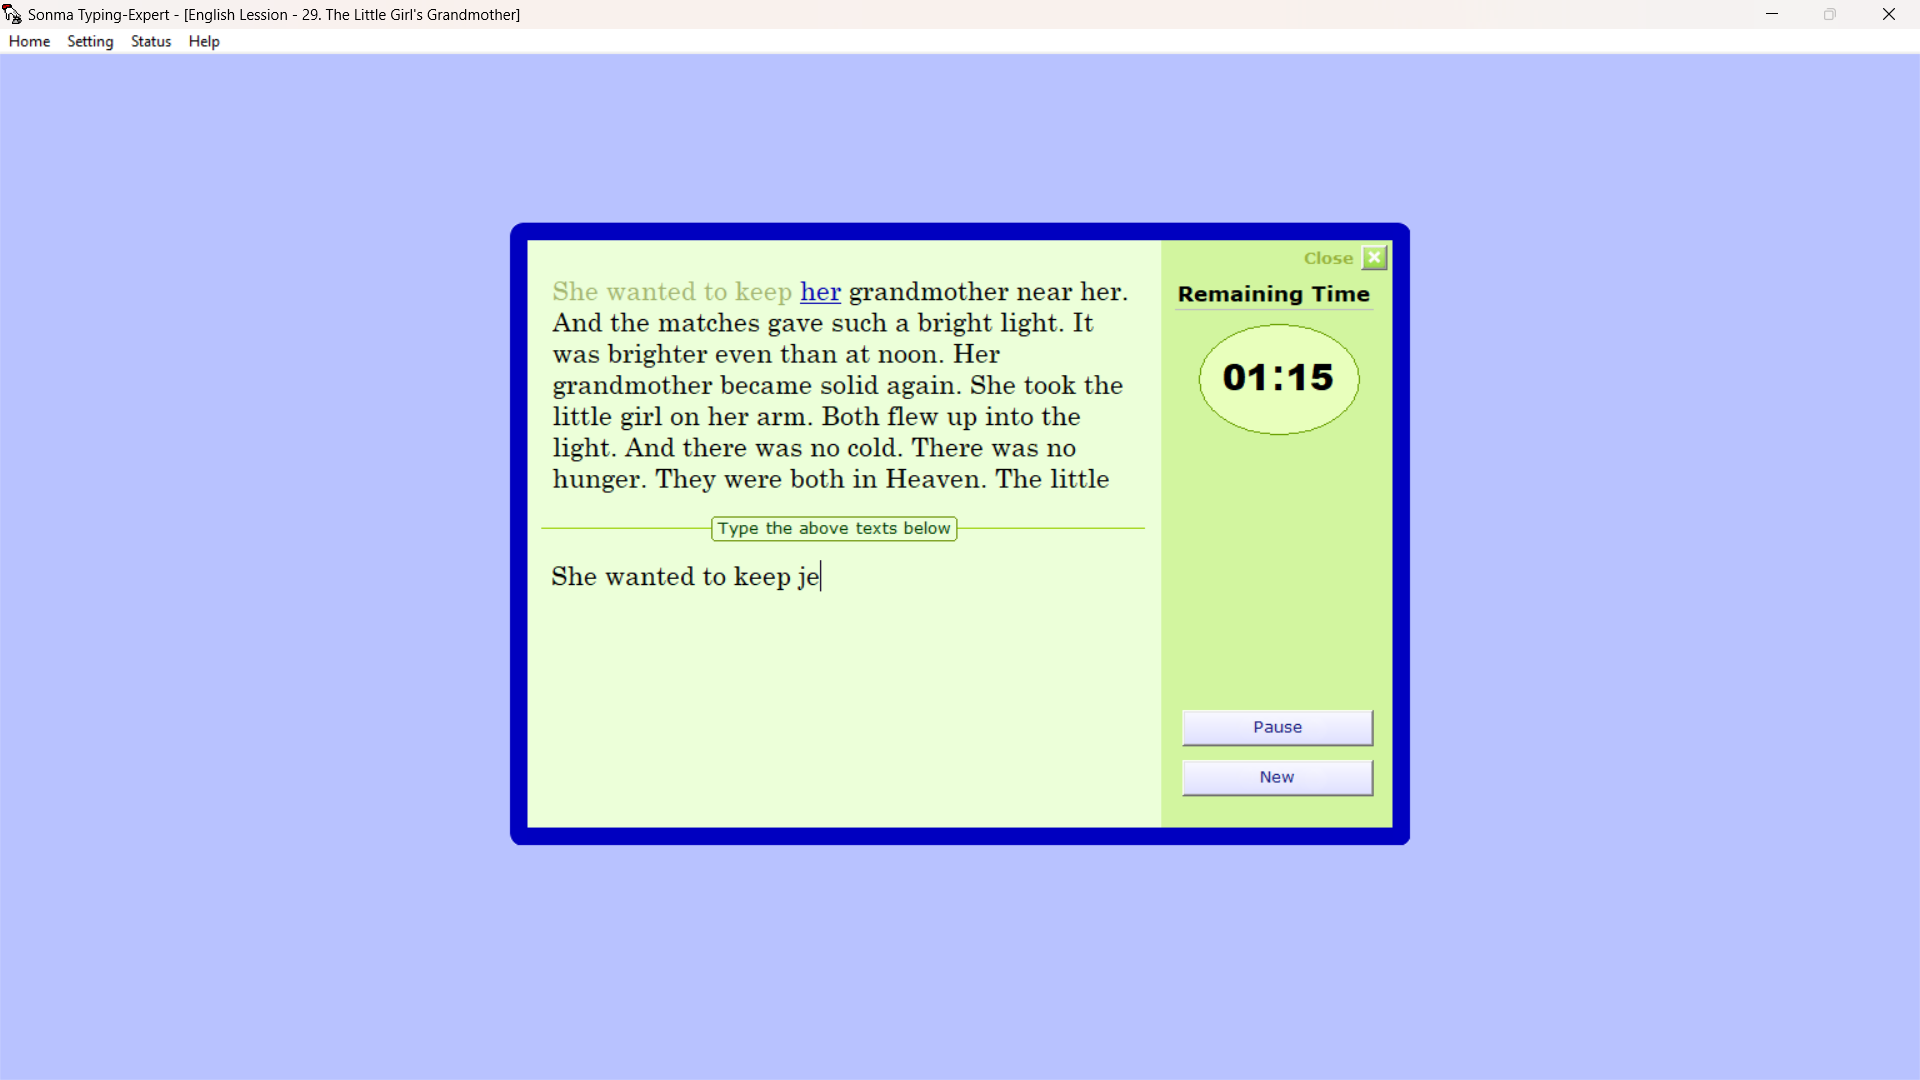 Sonma Typing-Expert - [English Lession - 29. The Little Girl's Grandmother]
Home Setting Status Help
Close
She wanted to keep her grandmother near her.
And the matches gave such a bright light. It
was brighter even than at noon. Her
grandmother became solid again. She took the
little girl on her arm. Both flew up into the
light. And there was no cold. There was no
hunger. They were both in Heaven. The little
Remaining Time
01:15
Type the above texts below
She wanted to keep je
Pause
New